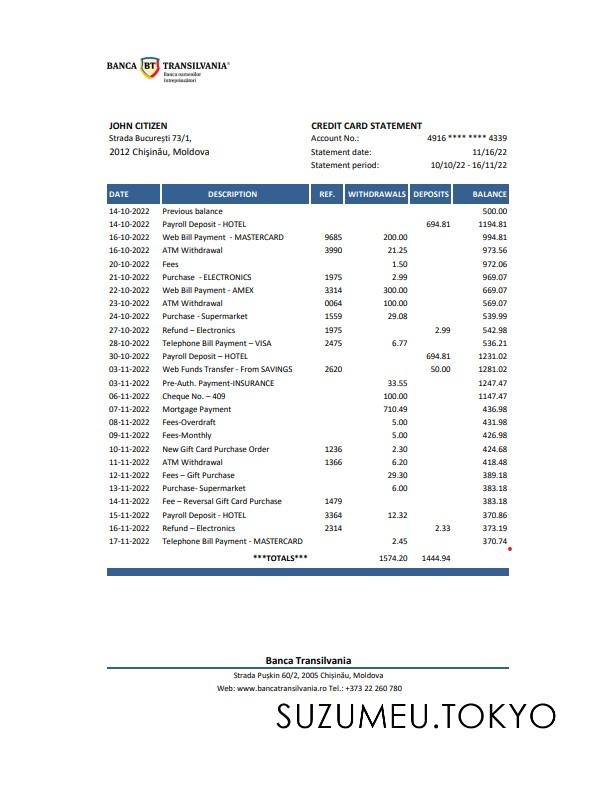 BANCA BT TRANSILVANIA®
Banca oamenilor
întreprinzători
JOHN CITIZEN
Strada București 73/1,
2012 Chișinău, Moldova
CREDIT CARD STATEMENT
Account No.: 4916 **** **** 4339
Statement date: 11/16/22
Statement period: 10/10/22 - 16/11/22
DATE DESCRIPTION REF. WITHDRAWALS DEPOSITS BALANCE
14-10-2022 Previous balance 500.00
14-10-2022 Payroll Deposit - HOTEL 694.81 1194.81
16-10-2022 Web Bill Payment - MASTERCARD 9685 200.00 994.81
16-10-2022 ATM Withdrawal 3990 21.25 973.56
20-10-2022 Fees 1.50 972.06
21-10-2022 Purchase - ELECTRONICS 1975 2.99 969.07
22-10-2022 Web Bill Payment - AMEX 3314 300.00 669.07
23-10-2022 ATM Withdrawal 0064 100.00 569.07
24-10-2022 Purchase - Supermarket 1559 29.08 539.99
27-10-2022 Refund – Electronics 1975 2.99 542.98
28-10-2022 Telephone Bill Payment – VISA 2475 6.77 536.21
30-10-2022 Payroll Deposit – HOTEL 694.81 1231.02
03-11-2022 Web Funds Transfer - From SAVINGS 2620 50.00 1281.02
03-11-2022 Pre-Auth. Payment-INSURANCE 33.55 1247.47
06-11-2022 Cheque No. – 409 100.00 1147.47
07-11-2022 Mortgage Payment 710.49 436.98
08-11-2022 Fees-Overdraft 5.00 431.98
09-11-2022 Fees-Monthly 5.00 426.98
10-11-2022 New Gift Card Purchase Order 1236 2.30 424.68
11-11-2022 ATM Withdrawal 1366 6.20 418.48
12-11-2022 Fees – Gift Purchase 29.30 389.18
13-11-2022 Purchase- Supermarket 6.00 383.18
14-11-2022 Fee – Reversal Gift Card Purchase 1479 383.18
15-11-2022 Payroll Deposit - HOTEL 3364 12.32 370.86
16-11-2022 Refund – Electronics 2314 2.33 373.19
17-11-2022 Telephone Bill Payment - MASTERCARD 2.45 370.74
***TOTALS*** 1574.20 1444.94
Banca Transilvania
Strada Pușkin 60/2, 2005 Chișinău, Moldova
Web: www.bancatransilvania.ro Tel.: +373 22 260 780
SUZUMEU.TOKYO